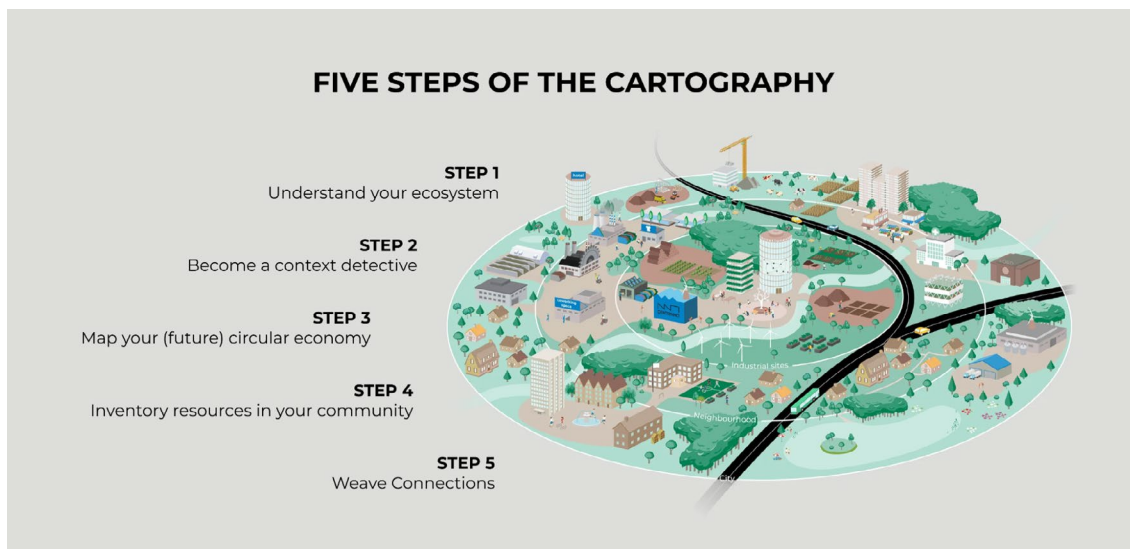 FIVE STEPS OF THE CARTOGRAPHY
STEP 1
Understand your ecosystem
STEP 2
Become a context detective
STEP 3
Map your (future) circular economy
STEP 4
Inventory resources in your community
STEP 5
Weave Connections
Industrial sites
Neighbourhood
City